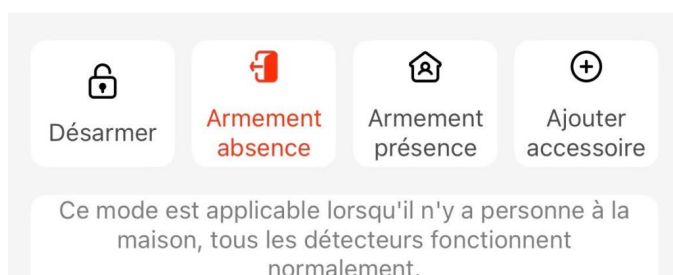 Désarmer
Armement
absence
Armement
présence
Ajouter
accessoire
Ce mode est applicable lorsqu'il n'y a personne à la
maison, tous les détecteurs fonctionnent
normalement.